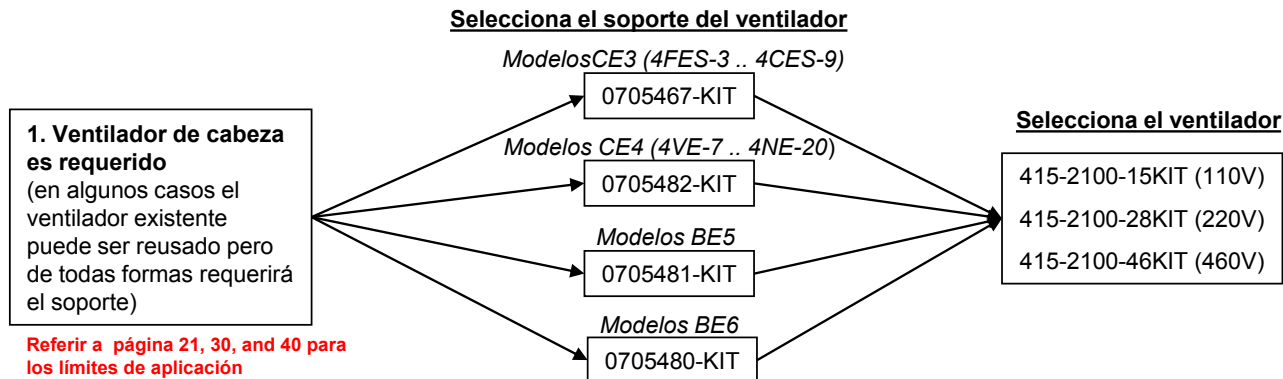 Selecciona el soporte del ventilador
ModelosCE3 (4FES-3 .. 4CES-9)
0705467-KIT
Modelos CE4 (4VE-7 .. 4NE-20)
0705482-KIT
Modelos BE5
0705481-KIT
Modelos BE6
0705480-KIT
1. Ventilador de cabeza
es requerido
(en algunos casos el
ventilador existente
puede ser reusado pero
de todas formas requerirá
el soporte)
Referir a página 21, 30, and 40 para
los límites de aplicación
Selecciona el ventilador
415-2100-15KIT (110V)
415-2100-28KIT (220V)
415-2100-46KIT (460V)